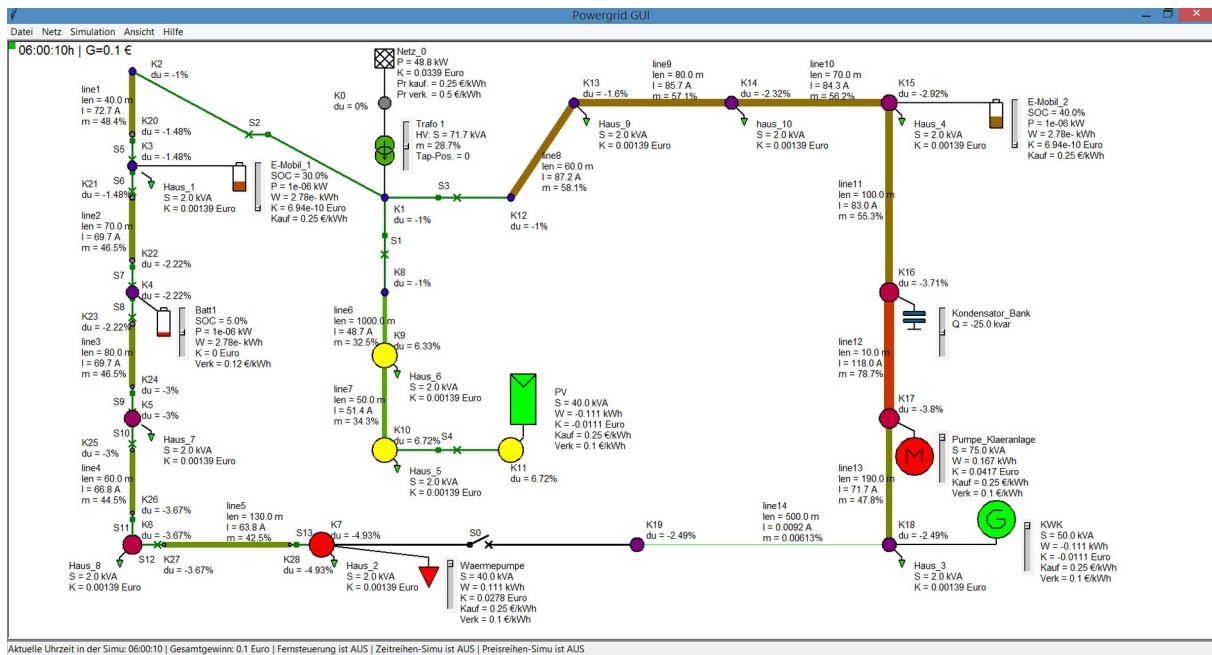 Powergrid GUI
Datei Netz Simulation Ansicht Hilfe
06:00:10h | G=0.1 €
K2
du = -1%
line1
len = 40.0 m
I = 72.7 A
m = 48.4%
K20
du = -1.48%
S2
S5
K3
du = -1.48%
S6
K21
du = -1.48%
Haus_1
S = 2.0 kVA
K = 0.00139 Euro
E-Mobil_1
SOC = 30.0%
P = 1e-06 kW
W = 2.78e- kWh
K = 6.94e-10 Euro
Kauf = 0.25 €/kWh
line2
len = 70.0 m
I = 69.7 A
m = 46.5%
K22
du = -2.22%
S7
K4
du = -2.22%
S8
K23
du = -2.22%
Batt1
SOC = 5.0%
P = 1e-06 kW
W = 2.78e- kWh
K = 0 Euro
Verk = 0.12 €/kWh
line3
len = 80.0 m
I = 69.7 A
m = 46.5%
K24
du = -3%
S9
K5
du = -3%
S10
K25
du = -3%
Haus_7
S = 2.0 kVA
K = 0.00139 Euro
line4
len = 60.0 m
I = 66.8 A
m = 44.5%
K26
du = -3.67%
S11
K6
du = -3.67%
S12
K27
du = -3.67%
Haus_8
S = 2.0 kVA
K = 0.00139 Euro
line5
len = 130.0 m
I = 63.8 A
m = 42.5%
S13
K28
du = -4.93%
K7
du = -4.93%
Haus_2
S = 2.0 kVA
K = 0.00139 Euro
Waermepumpe
S = 40.0 kVA
W = 0.111 kWh
K = 0.0278 Euro
Kauf = 0.25 €/kWh
Verk = 0.1 €/kWh
S0
K19
du = -2.49%
Netz_0
P = 48.8 kW
K = 0.0339 Euro
Pr kauf. = 0.25 €/kWh
Pr verk. = 0.5 €/kWh
K0
du = 0%
Trafo 1
HV: S = 71.7 kVA
m = 28.7%
Tap-Pos. = 0
S3
K1
du = -1%
S1
K8
du = -1%
line6
len = 1000.0 m
I = 48.7 A
m = 32.5%
K9
du = 6.33%
Haus_6
S = 2.0 kVA
K = 0.00139 Euro
line7
len = 50.0 m
I = 51.4 A
m = 34.3%
K10
du = 6.72%
S4
K11
du = 6.72%
Haus_5
S = 2.0 kVA
K = 0.00139 Euro
PV
S = 40.0 kVA
W = -0.111 kWh
K = -0.0111 Euro
Kauf = 0.25 €/kWh
Verk = 0.1 €/kWh
K12
du = -1%
line8
len = 60.0 m
I = 87.2 A
m = 58.1%
K13
du = -1.6%
Haus_9
S = 2.0 kVA
K = 0.00139 Euro
line9
len = 80.0 m
I = 85.7 A
m = 57.1%
K14
du = -2.32%
haus_10
S = 2.0 kVA
K = 0.00139 Euro
line10
len = 70.0 m
I = 84.3 A
m = 56.2%
K15
du = -2.92%
Haus_4
S = 2.0 kVA
K = 0.00139 Euro
E-Mobil_2
SOC = 40.0%
P = 1e-06 kW
W = 2.78e- kWh
K = 6.94e-10 Euro
Kauf = 0.25 €/kWh
line11
len = 100.0 m
I = 83.0 A
m = 55.3%
K16
du = -3.71%
Kondensator_Bank
Q = -25.0 kvar
line12
len = 10.0 m
I = 118.0 A
m = 78.7%
K17
du = -3.8%
M
Pumpe_Klaeranlage
S = 75.0 kVA
W = 0.167 kWh
K = 0.0417 Euro
Kauf = 0.25 €/kWh
Verk = 0.1 €/kWh
line13
len = 190.0 m
I = 71.7 A
m = 47.8%
line14
len = 500.0 m
I = 0.0092 A
m = 0.00613%
K18
du = -2.49%
Haus_3
S = 2.0 kVA
K = 0.00139 Euro
G
KWK
S = 50.0 kVA
W = -0.111 kWh
K = -0.0111 Euro
Kauf = 0.25 €/kWh
Verk = 0.1 €/kWh
Aktuelle Uhrzeit in der Simu: 06:00:10 | Gesamtgewinn: 0.1 Euro | Fernsteuerung ist AUS | Zeitreihen-Simu ist AUS | Preisreihen-Simu ist AUS